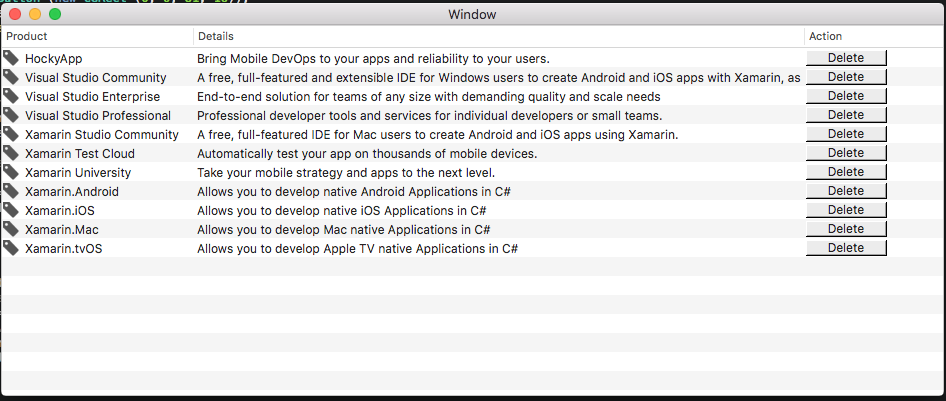 Window
Product Details Action
HockyApp Bring Mobile DevOps to your apps and reliability to your users. Delete
Visual Studio Community A free, full-featured and extensible IDE for Windows users to create Android and iOS apps with Xamarin, as Delete
Visual Studio Enterprise End-to-end solution for teams of any size with demanding quality and scale needs Delete
Visual Studio Professional Professional developer tools and services for individual developers or small teams. Delete
Xamarin Studio Community A free, full-featured IDE for Mac users to create Android and iOS apps using Xamarin. Delete
Xamarin Test Cloud Automatically test your app on thousands of mobile devices. Delete
Xamarin University Take your mobile strategy and apps to the next level. Delete
Xamarin.Android Allows you to develop native Android Applications in C# Delete
Xamarin.iOS Allows you to develop native iOS Applications in C# Delete
Xamarin.Mac Allows you to develop Mac native Applications in C# Delete
Xamarin.tvOS Allows you to develop Apple TV native Applications in C# Delete